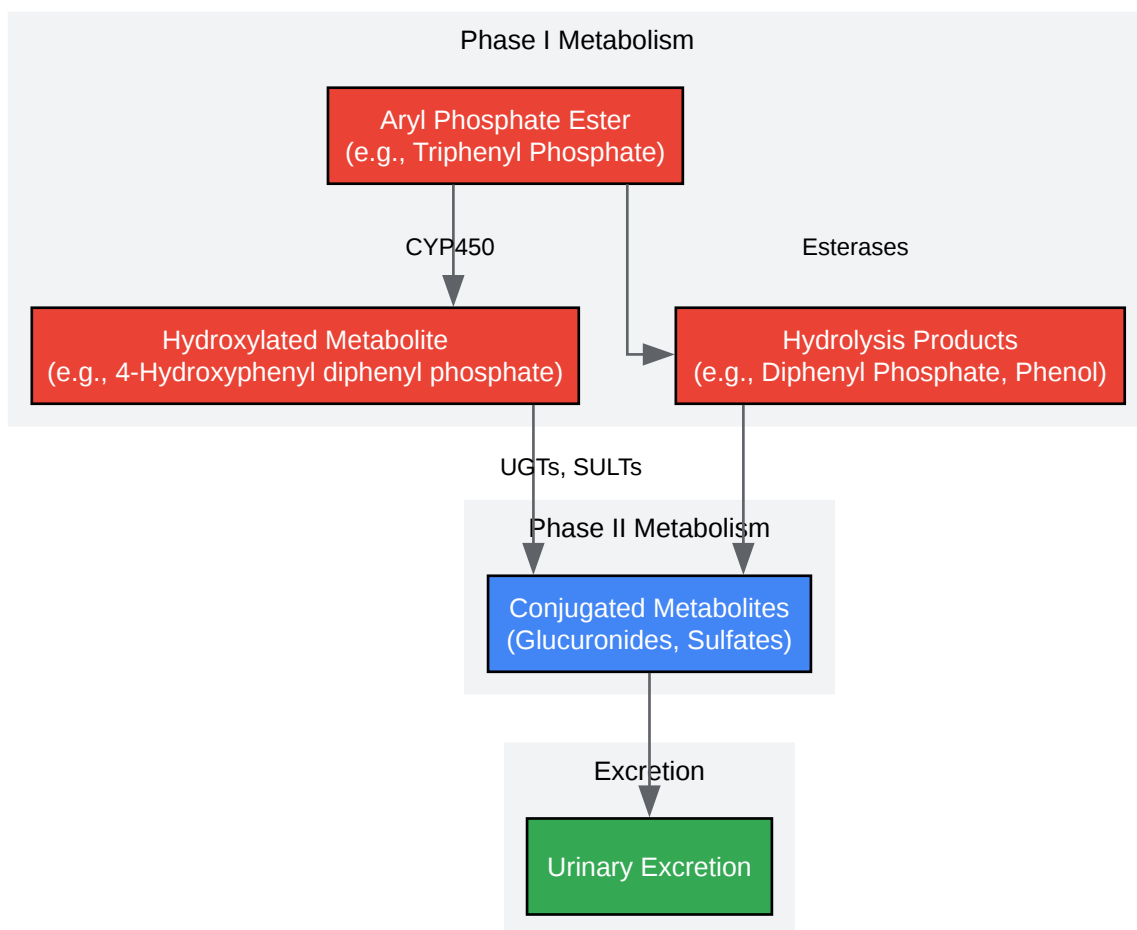 Phase I Metabolism
Aryl Phosphate Ester
(e.g., Triphenyl Phosphate)
CYP450
Esterases
Hydroxylated Metabolite
(e.g., 4-Hydroxyphenyl diphenyl phosphate)
Hydrolysis Products
(e.g., Diphenyl Phosphate, Phenol)
UGTs, SULTs
Phase II Metabolism
Conjugated Metabolites
(Glucuronides, Sulfates)
Excretion
Urinary Excretion